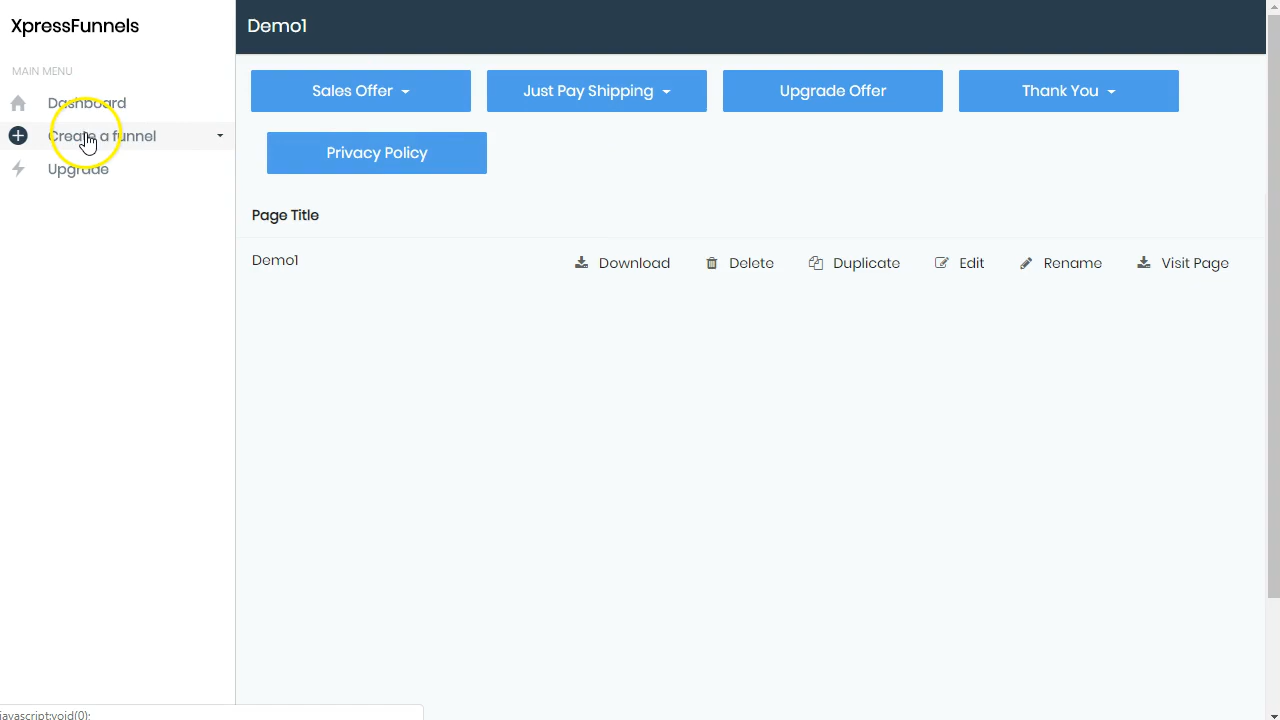 XpressFunnels
Demo1
MAIN MENU
Dashboard
Create a funnel
Upgrade
Sales Offer
Just Pay Shipping
Upgrade Offer
Thank You
Privacy Policy
Page Title
Demo1
Download
Delete
Duplicate
Edit
Rename
Visit Page
javascript:void(0);